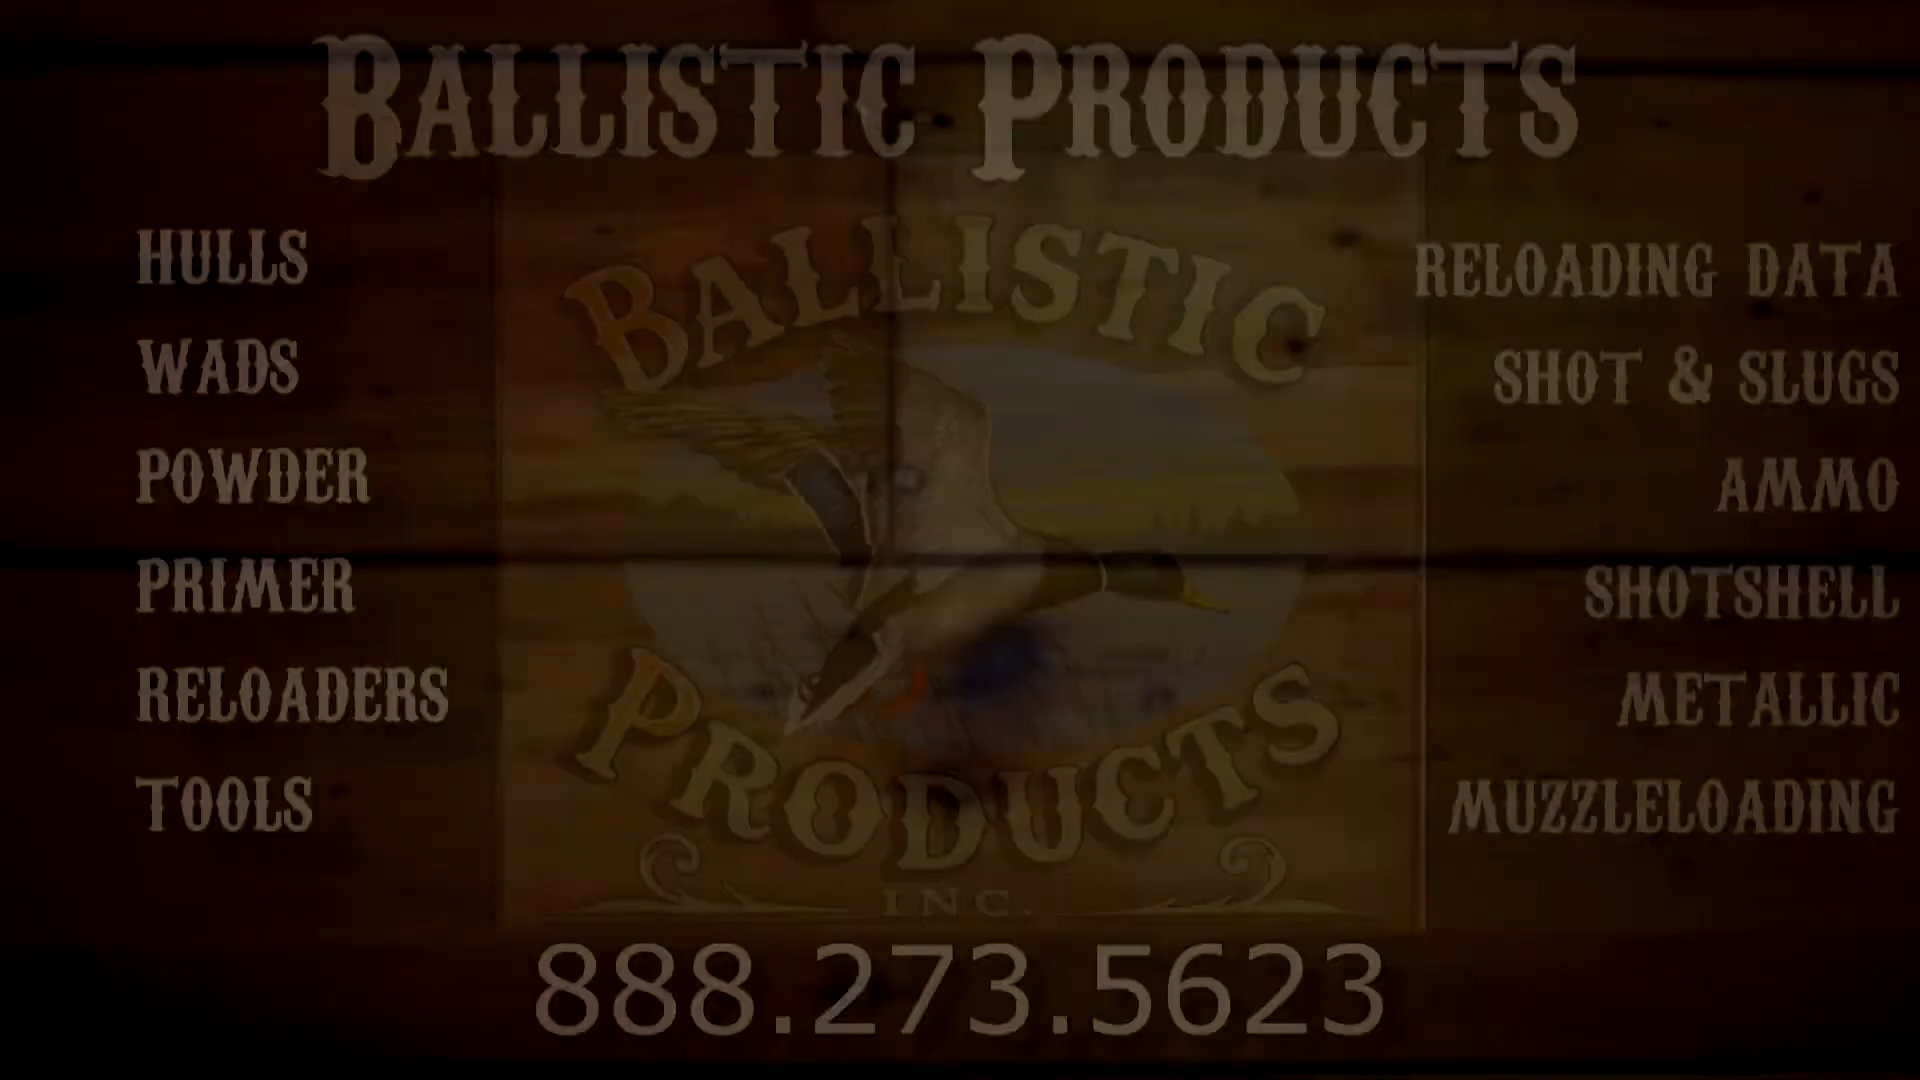 BALLISTIC PRODUCTS
HULLS
WADS
POWDER
PRIMER
RELOADERS
TOOLS
BALLISTIC
PRODUCTS
INC.
RELOADING DATA
SHOT & SLUGS
AMMO
SHOTSHELL
METALLIC
MUZZLELOADING
888.273.5623